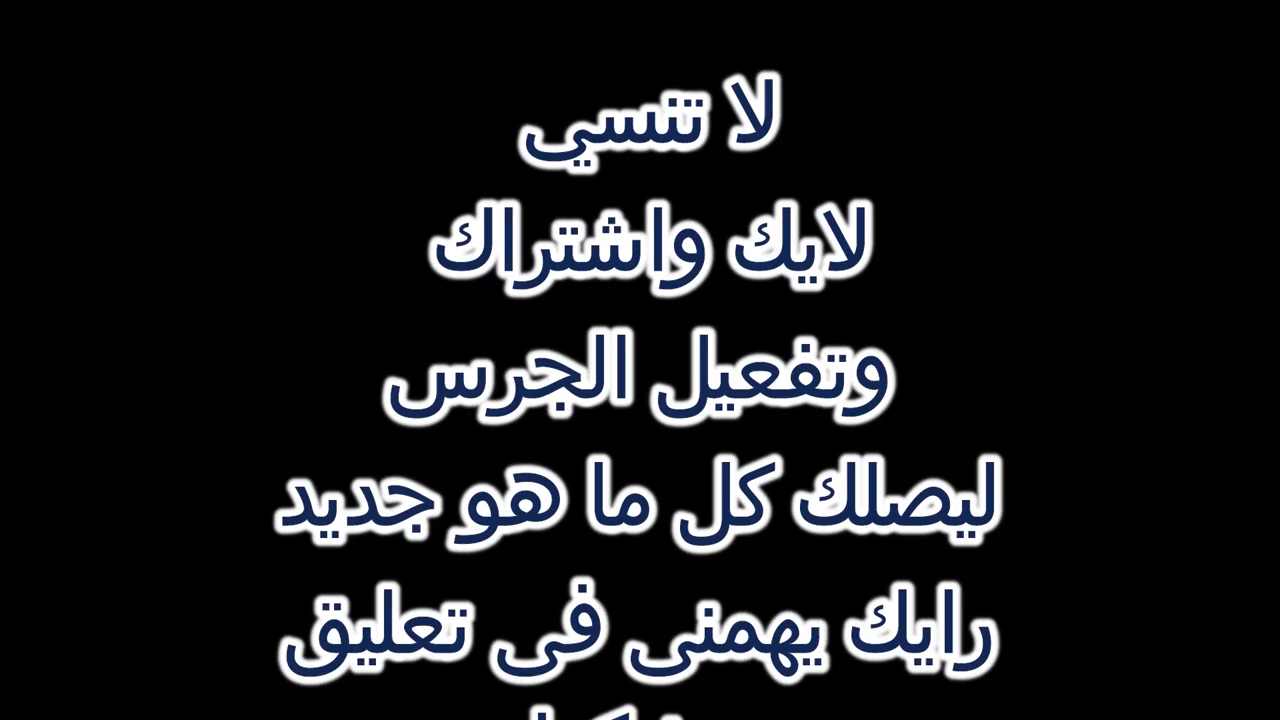 لا تنسي
لايك واشتراك
وتفعيل الجرس
ليصلك كل ما هو جديد
رايك يهمنى فى تعليق